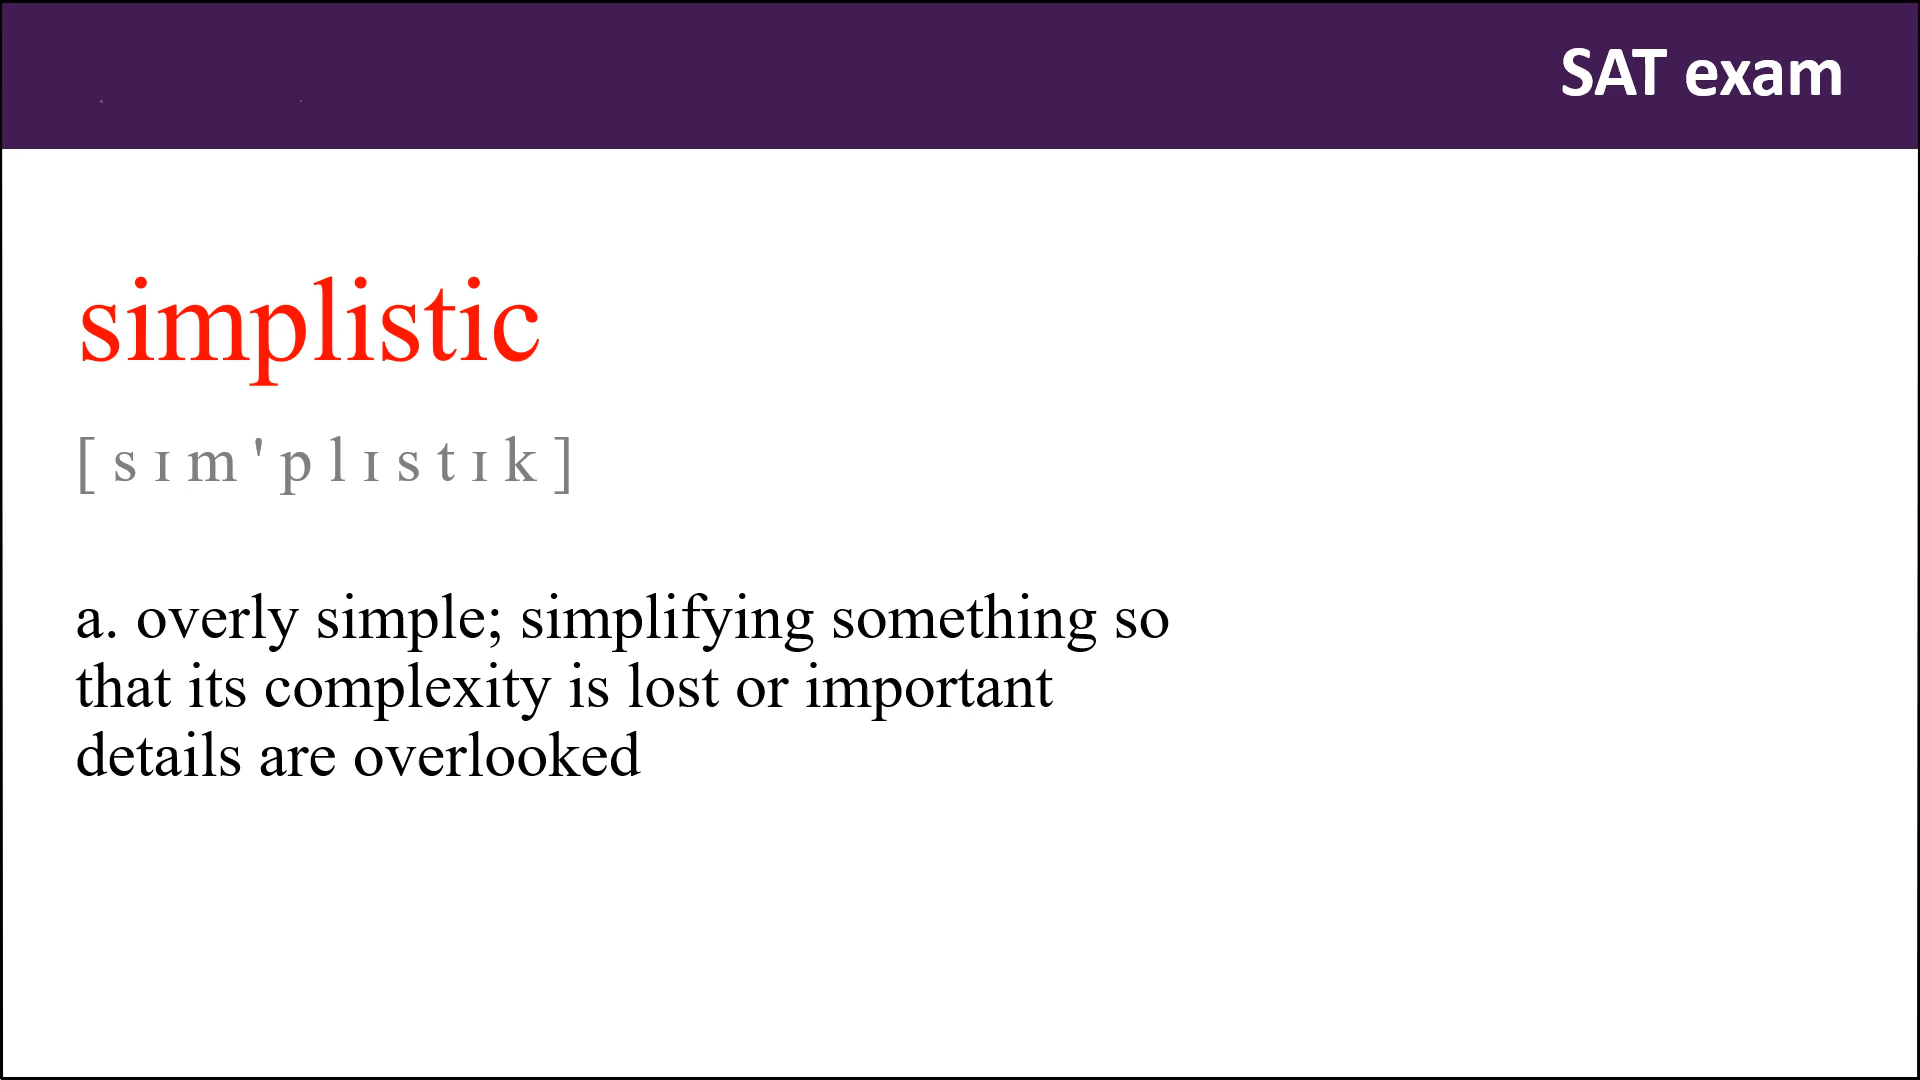 SAT exam
simplistic
[ s ɪ m ' p l ɪ s t ɪ k ]
a. overly simple; simplifying something so
that its complexity is lost or important
details are overlooked